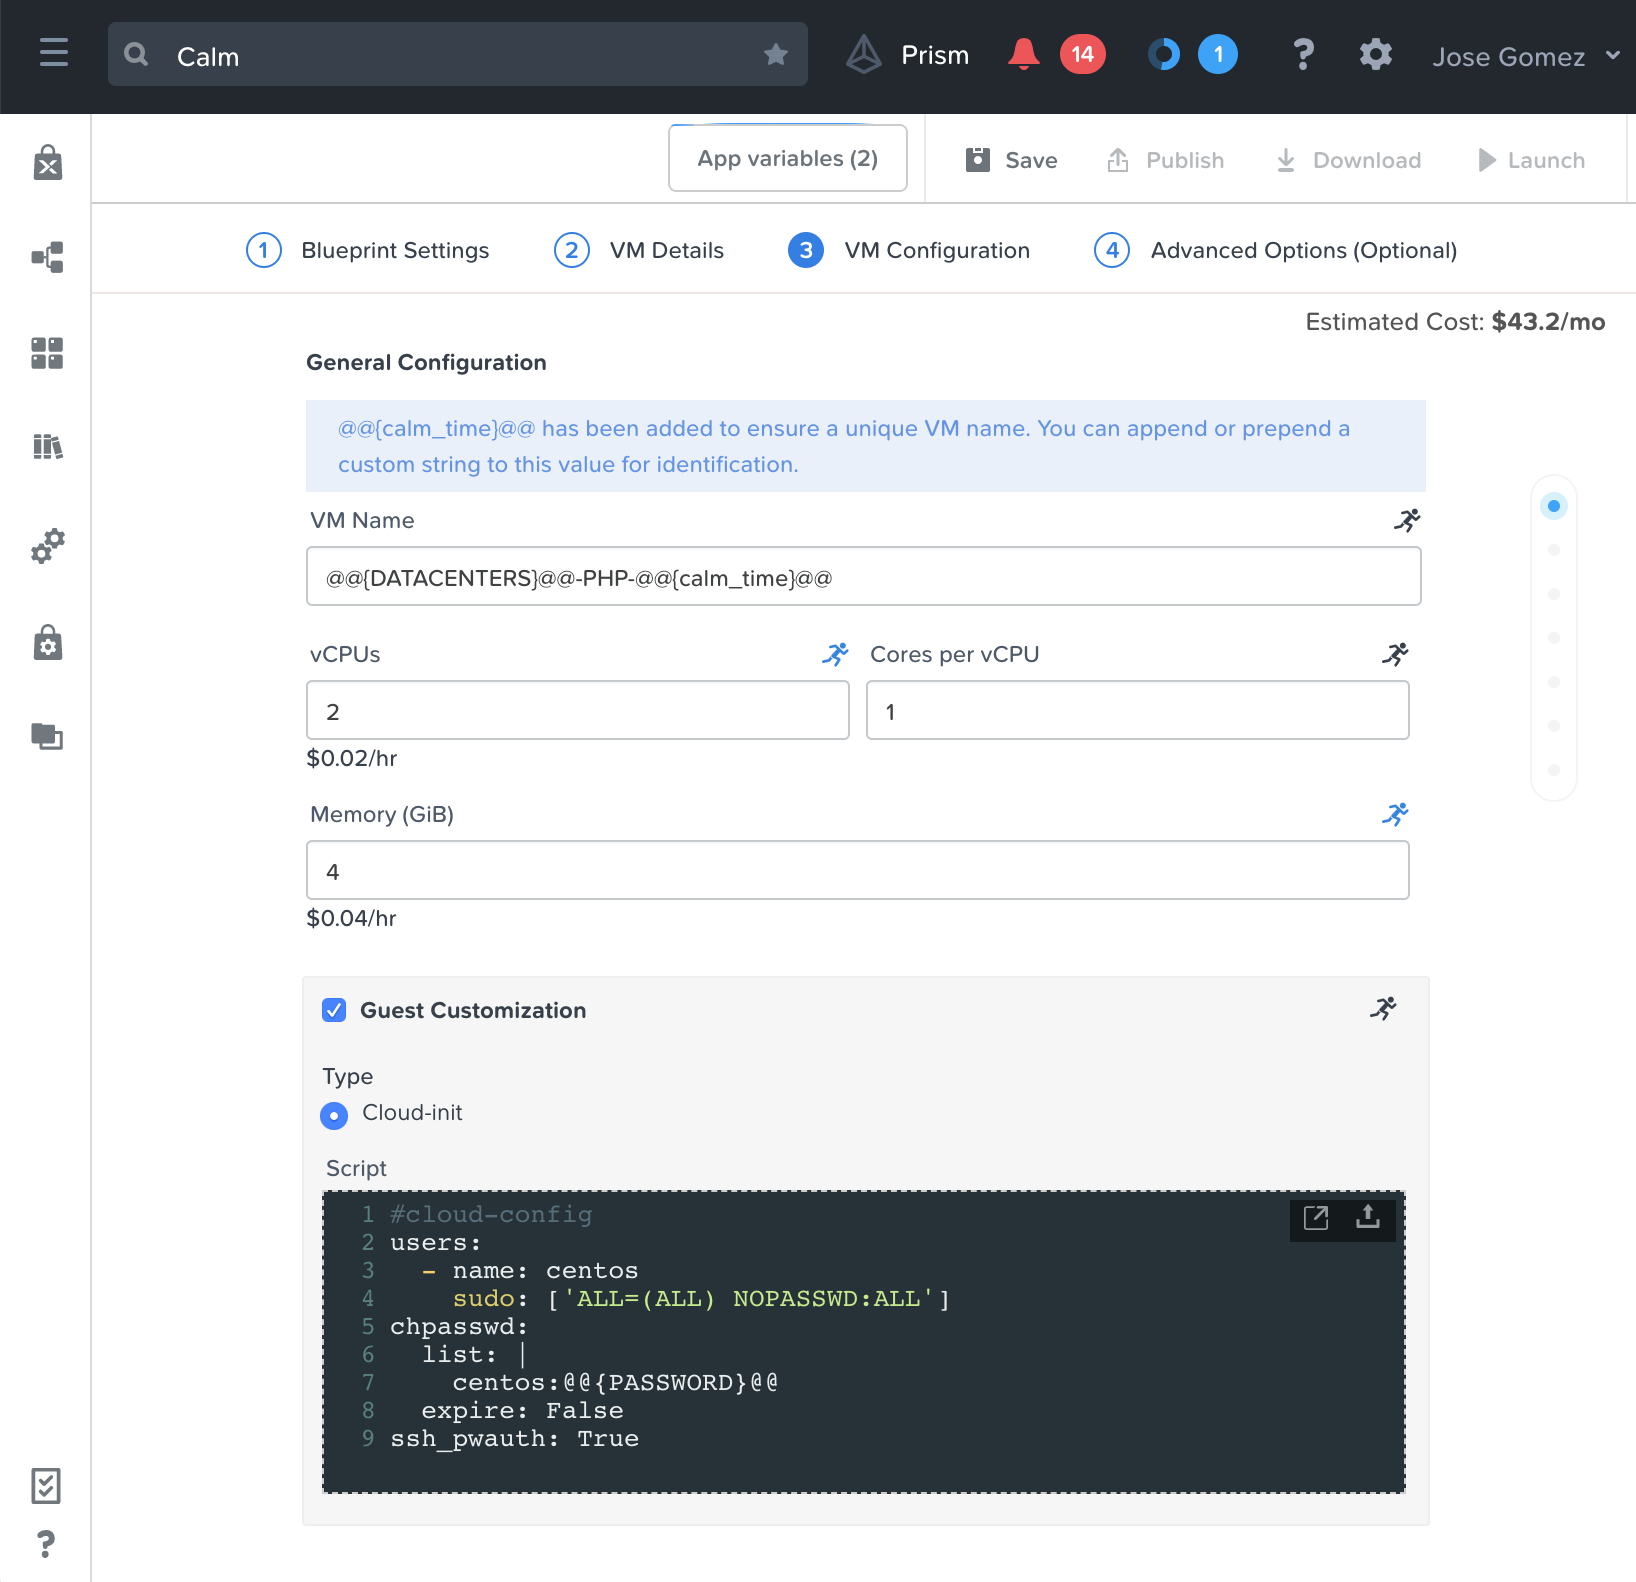 Calm
Prism
14
1
?
Jose Gomez
App variables (2)
Save
Publish
Download
Launch
1 Blueprint Settings
2 VM Details
3 VM Configuration
4 Advanced Options (Optional)
Estimated Cost: $43.2/mo
General Configuration
@@{calm_time}@@ has been added to ensure a unique VM name. You can append or prepend a
custom string to this value for identification.
VM Name
@@{DATACENTERS}@@-PHP-@@{calm_time}@@
vCPUs
Cores per vCPU
2
1
$0.02/hr
Memory (GiB)
4
$0.04/hr
Guest Customization
Type
Cloud-init
Script
1 #cloud-config
2 users:
3   - name: centos
4     sudo: ['ALL=(ALL) NOPASSWD:ALL']
5 chpasswd:
6   list: |
7     centos:@@{PASSWORD}@@
8   expire: False
9 ssh_pwauth: True
?